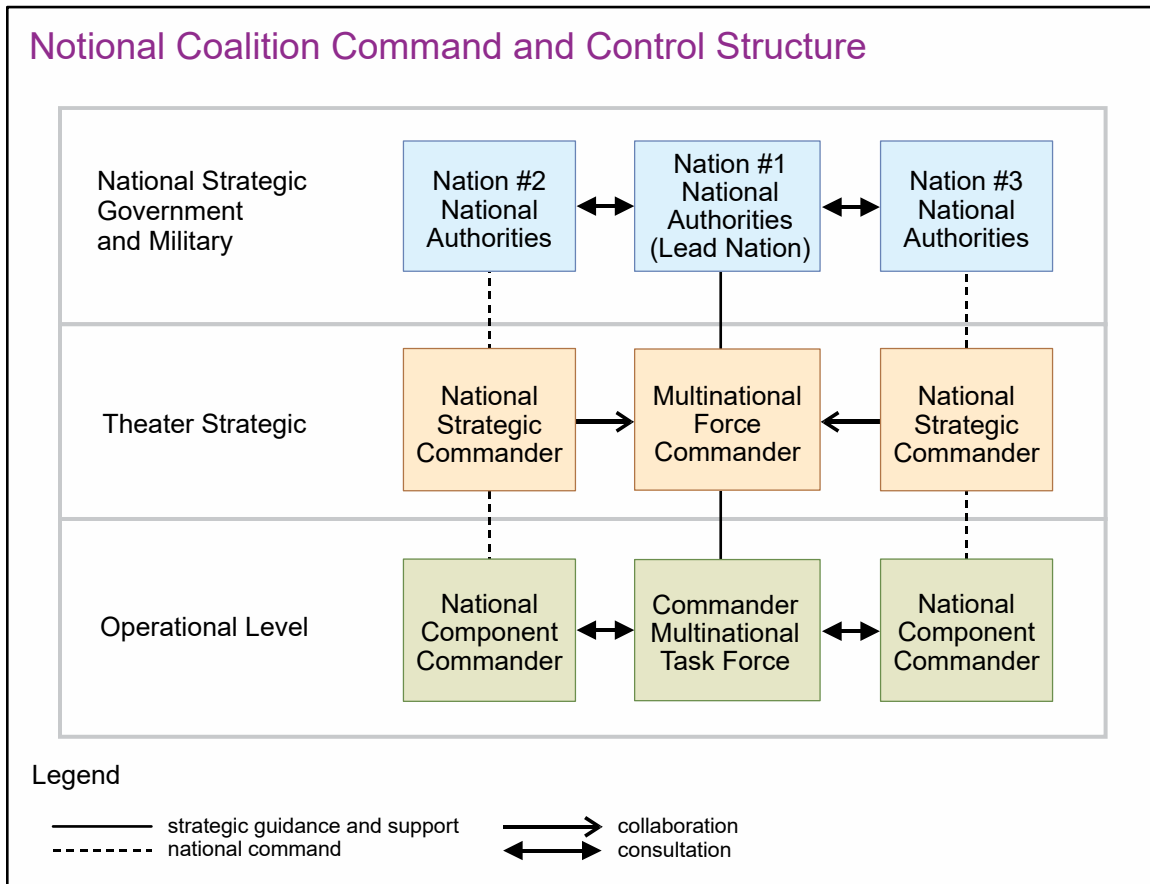 Notional Coalition Command and Control Structure
National Strategic
Government
and Military
Nation #2
National
Authorities
Nation #1
National
Authorities
(Lead Nation)
Nation #3
National
Authorities
Theater Strategic
National
Strategic
Commander
Multinational
Force
Commander
National
Strategic
Commander
Operational Level
National
Component
Commander
Commander
Multinational
Task Force
National
Component
Commander
Legend
strategic guidance and support
national command
collaboration
consultation